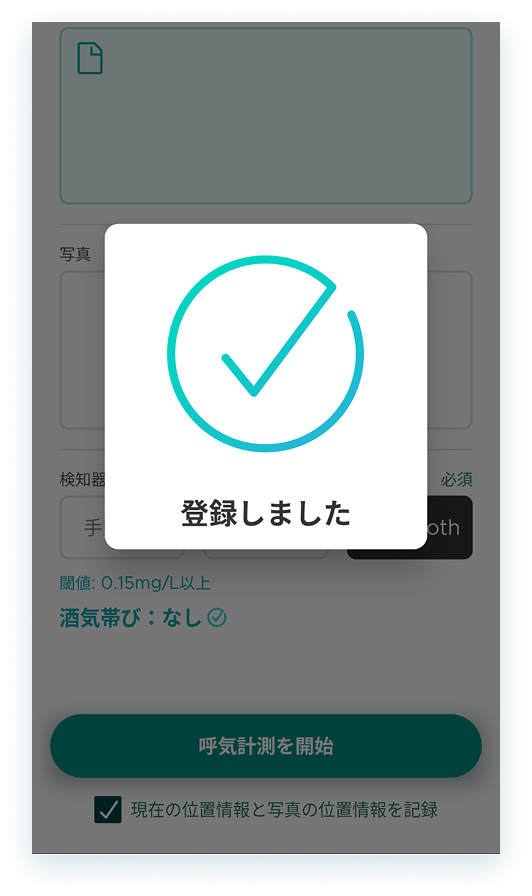 写真
登録しました
検知器
必須
手
oth
閾値: 0.15mg/L以上
酒気帯び：なし
呼気計測を開始
現在の位置情報と写真の位置情報を記録